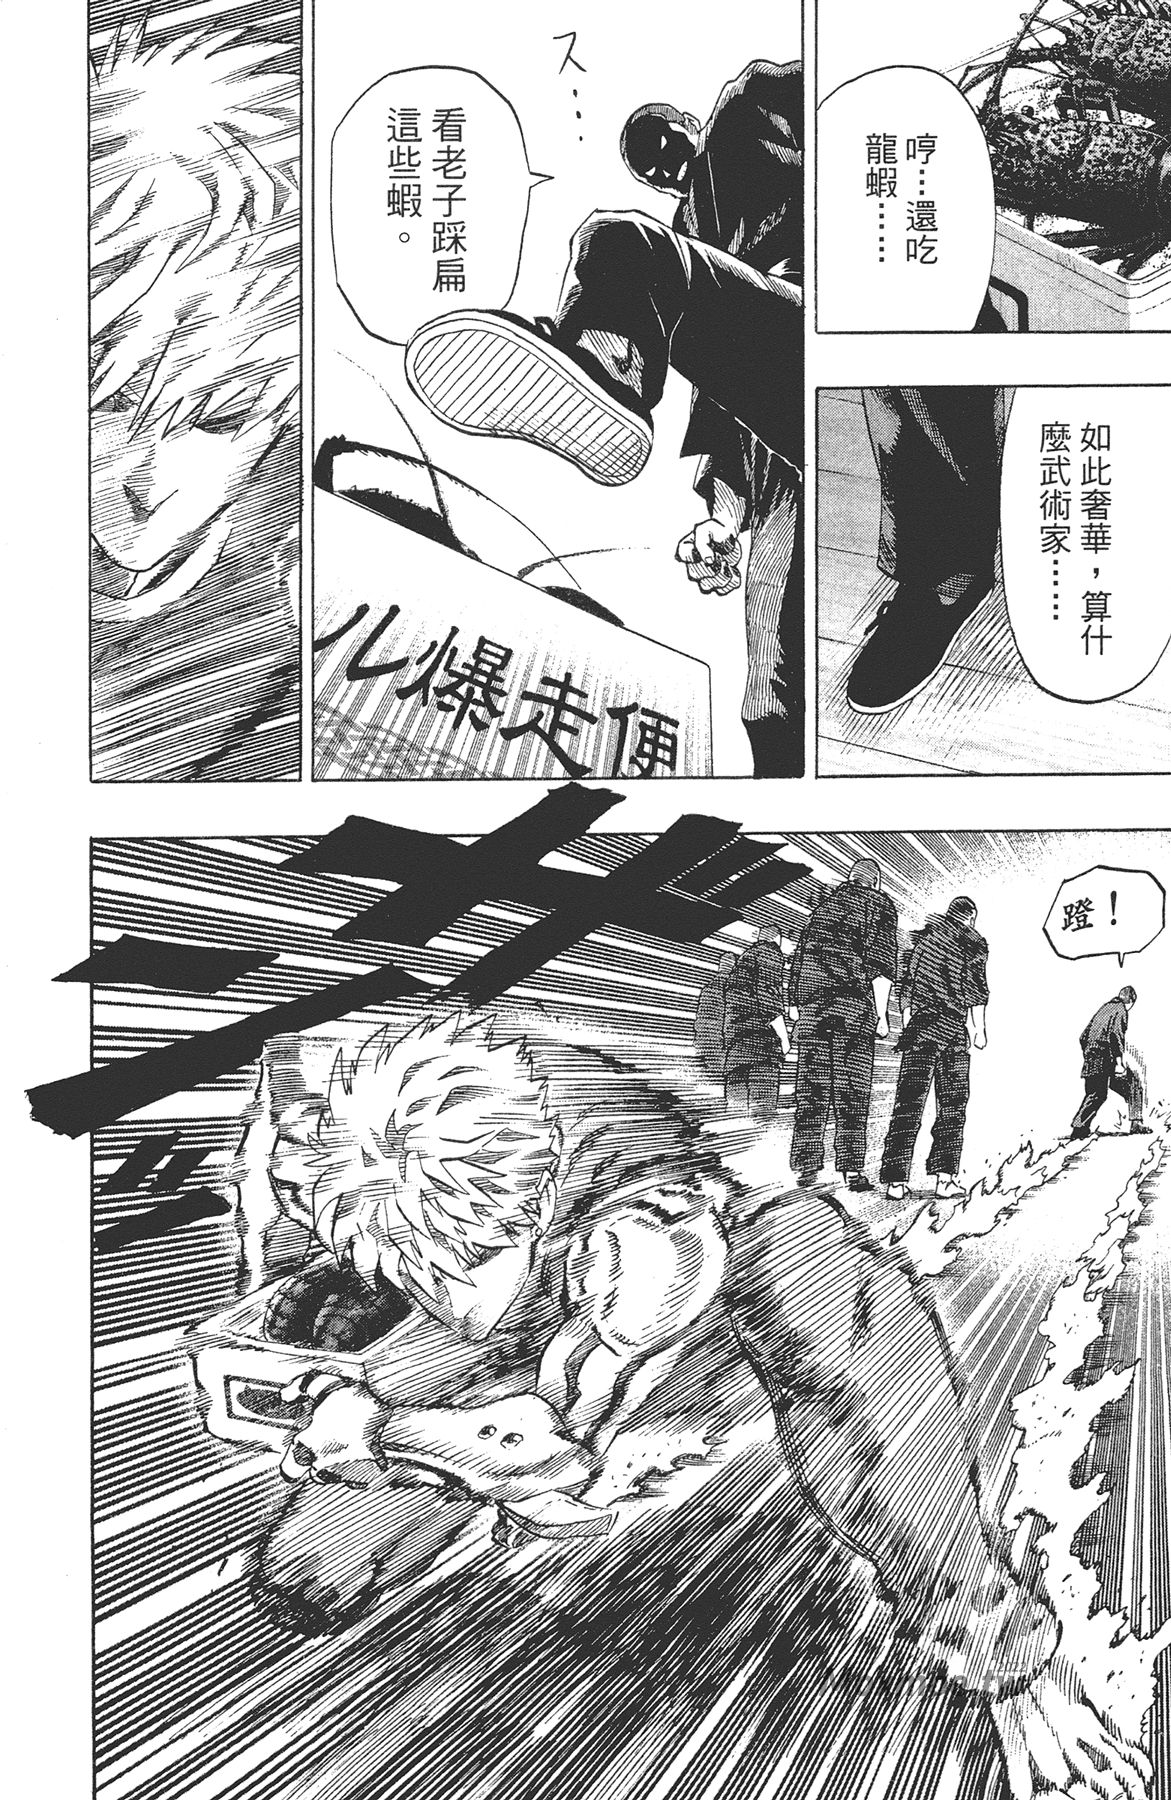 哼…還吃
龍蝦……
如此奢華，算什
麼武術家……
ス…
看老子踩扁
這些蝦。
ル爆走便
蹬！